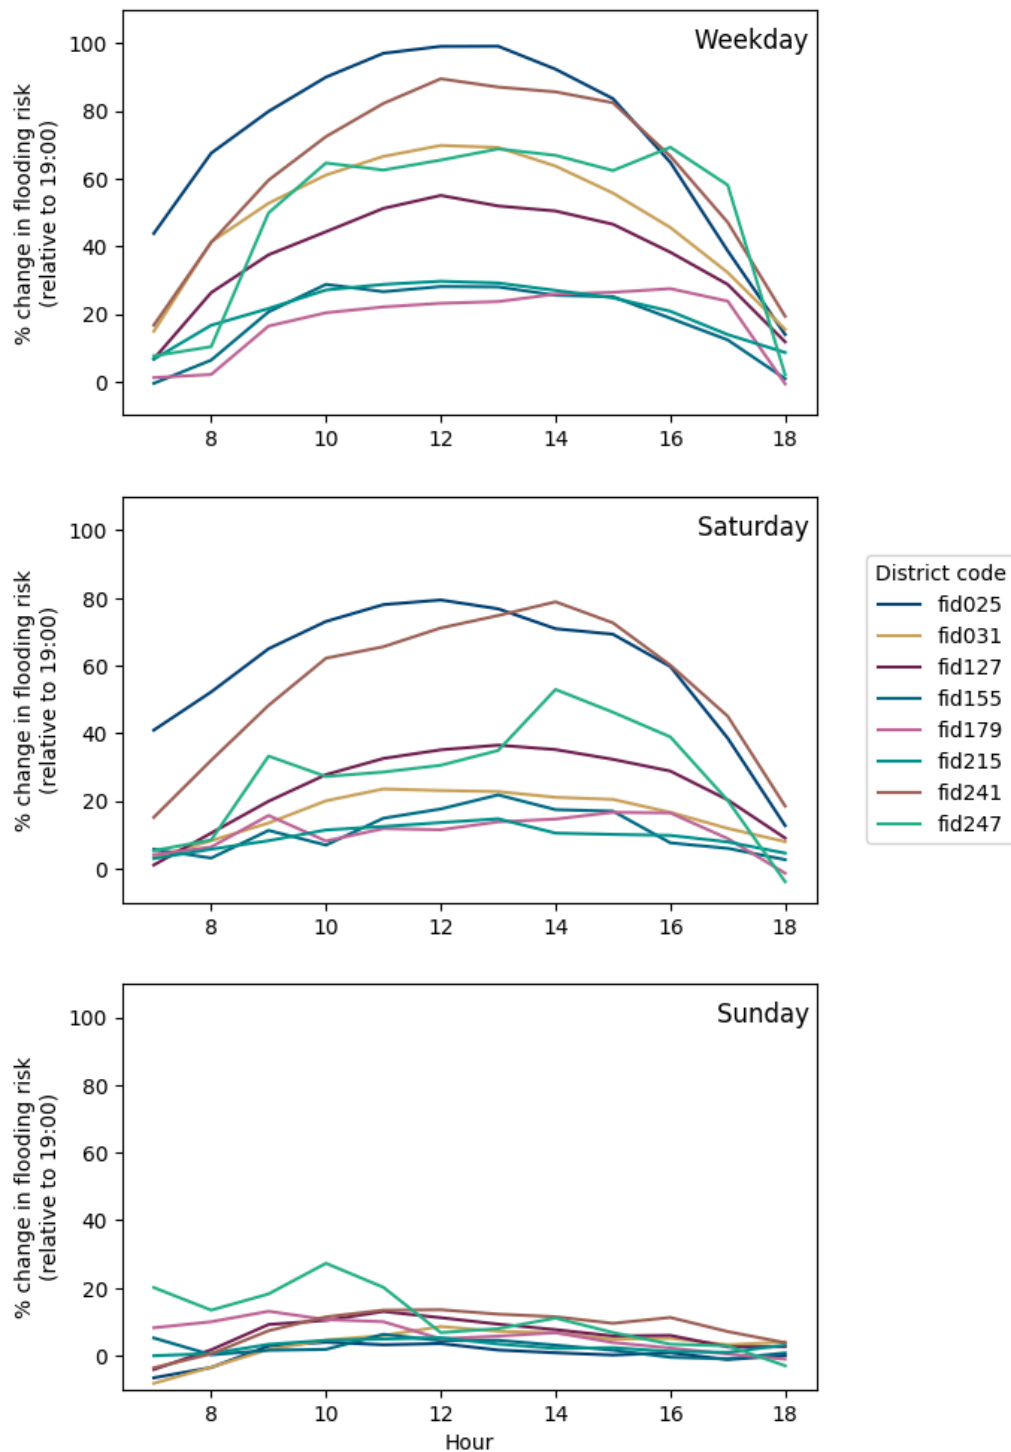 Weekday
% change in flooding risk
(relative to 19:00)
100
80
60
40
20
0
8 10 12 14 16 18
Saturday
% change in flooding risk
(relative to 19:00)
100
80
60
40
20
0
8 10 12 14 16 18
District code
fid025
fid031
fid127
fid155
fid179
fid215
fid241
fid247
Sunday
% change in flooding risk
(relative to 19:00)
100
80
60
40
20
0
8 10 12 14 16 18
Hour